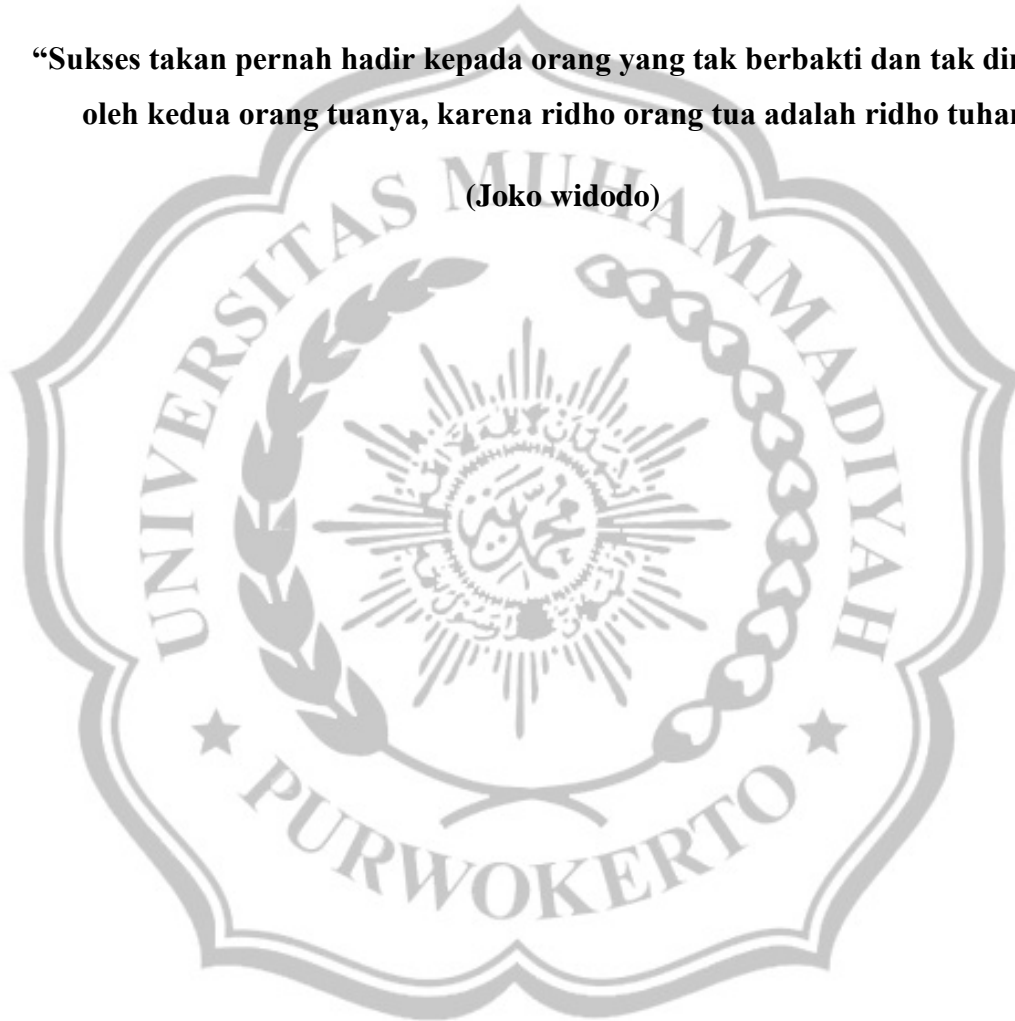 “Sukses takan pernah hadir kepada orang yang tak berbakti dan tak
oleh kedua orang tuanya, karena ridho orang tua adalah ridho
(Joko widodo)
UNIVERSITAS MUHAMMADIYAH
PURWOKERTO